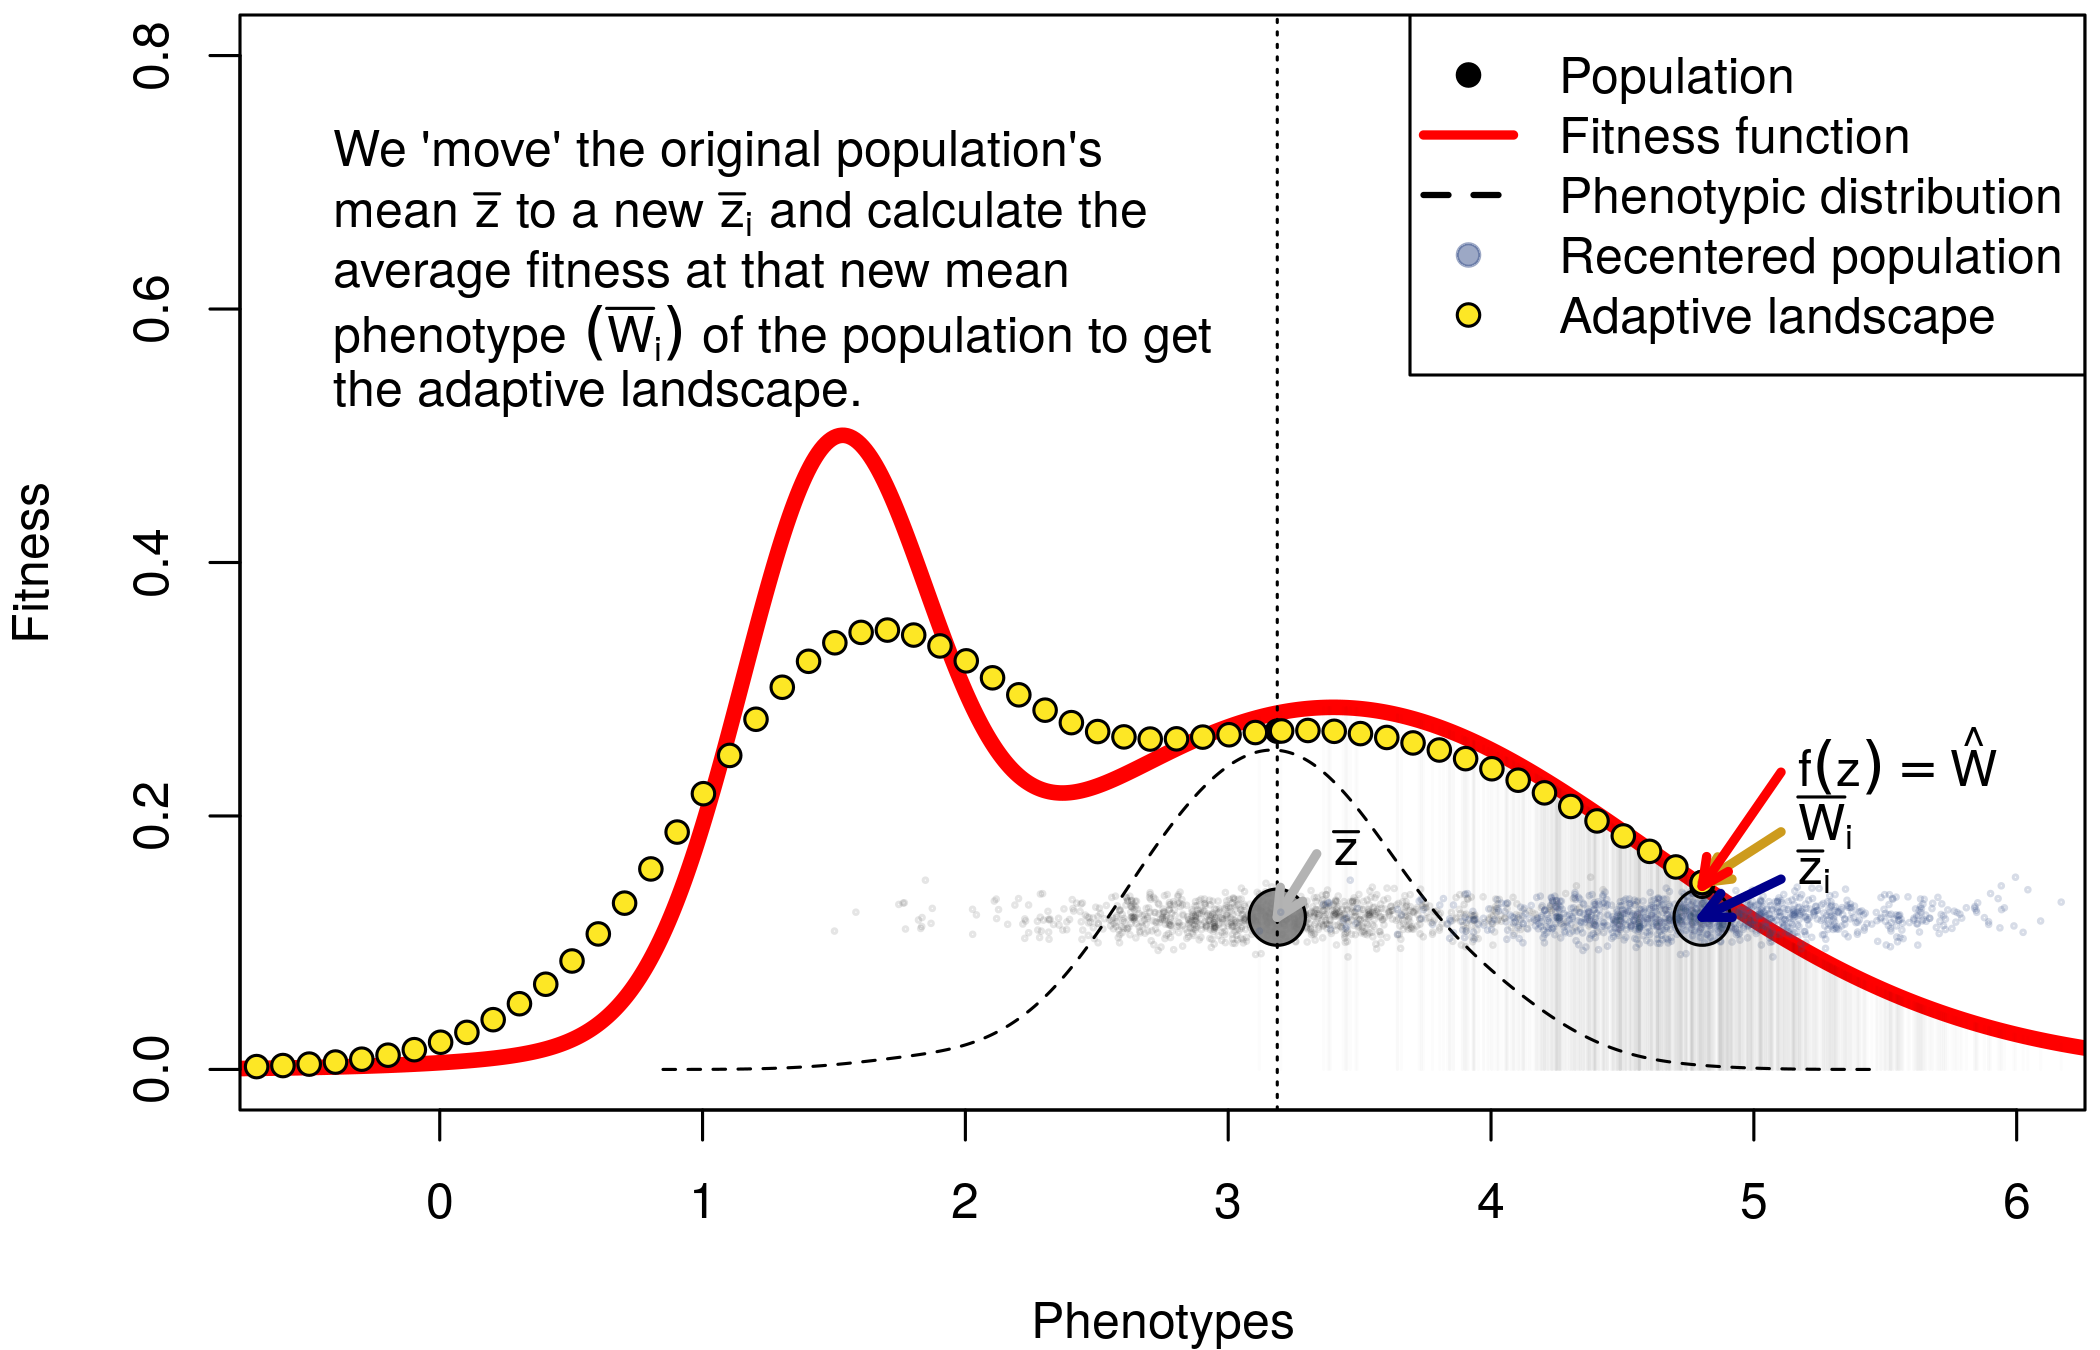 We 'move' the original population's
mean z̅ to a new z̅ᵢ and calculate the
average fitness at that new mean
phenotype (W̅ᵢ) of the population to get
the adaptive landscape.
Population
Fitness function
Phenotypic distribution
Recentered population
Adaptive landscape
f(z) = Ŵ
W̅ᵢ
z̅ᵢ
z̅
Fitness
0.8
0.6
0.4
0.2
0.0
0 1 2 3 4 5 6
Phenotypes